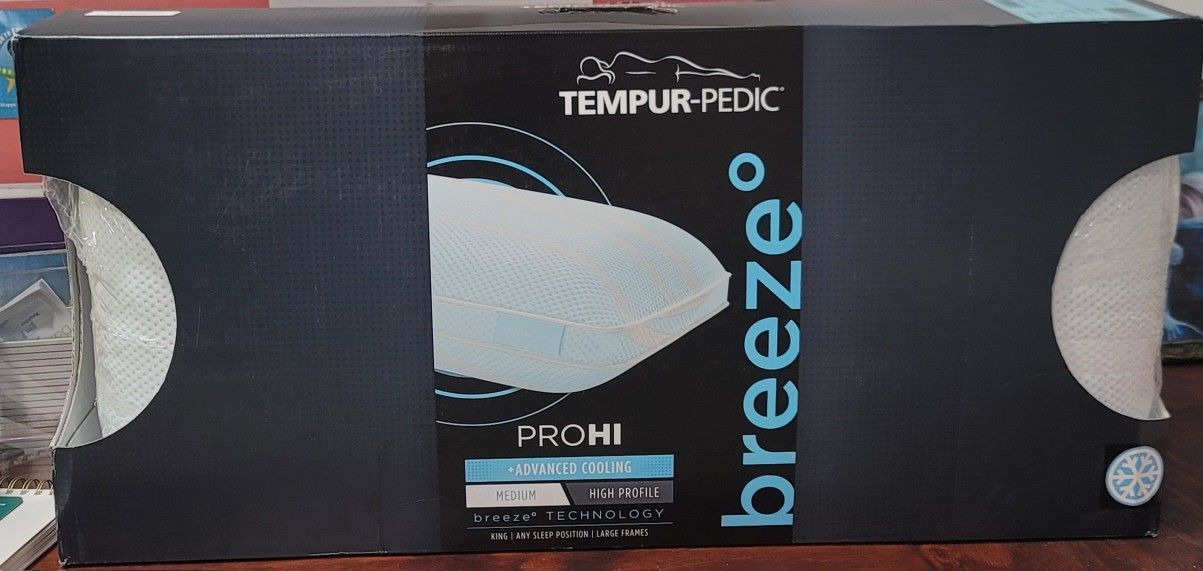 TEMPUR-PEDIC®
breeze°
PROHI
+ADVANCED COOLING
MEDIUM
HIGH PROFILE
breeze° TECHNOLOGY
KING | ANY SLEEP POSITION | LARGE FRAMES